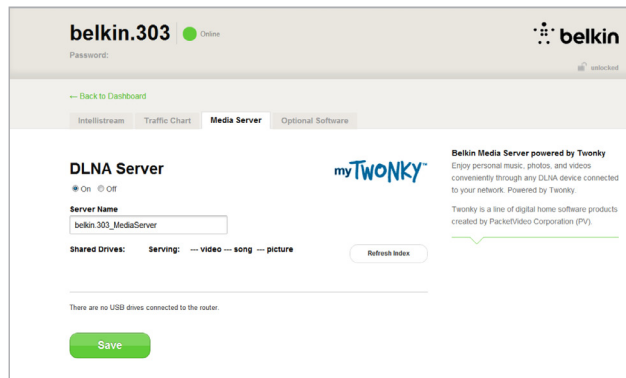 belkin.303
Online
Password:
belkin
unlocked
← Back to Dashboard
Intellistream
Traffic Chart
Media Server
Optional Software
DLNA Server
On Off
myTWONKY™
Server Name
belkin.303_MediaServer
Shared Drives: Serving: --- video --- song --- picture
Refresh Index
There are no USB drives connected to the router.
Save
Belkin Media Server powered by Twonky
Enjoy personal music, photos, and videos
conveniently through any DLNA device connected
to your network. Powered by Twonky.
Twonky is a line of digital home software products
created by PacketVideo Corporation (PV).